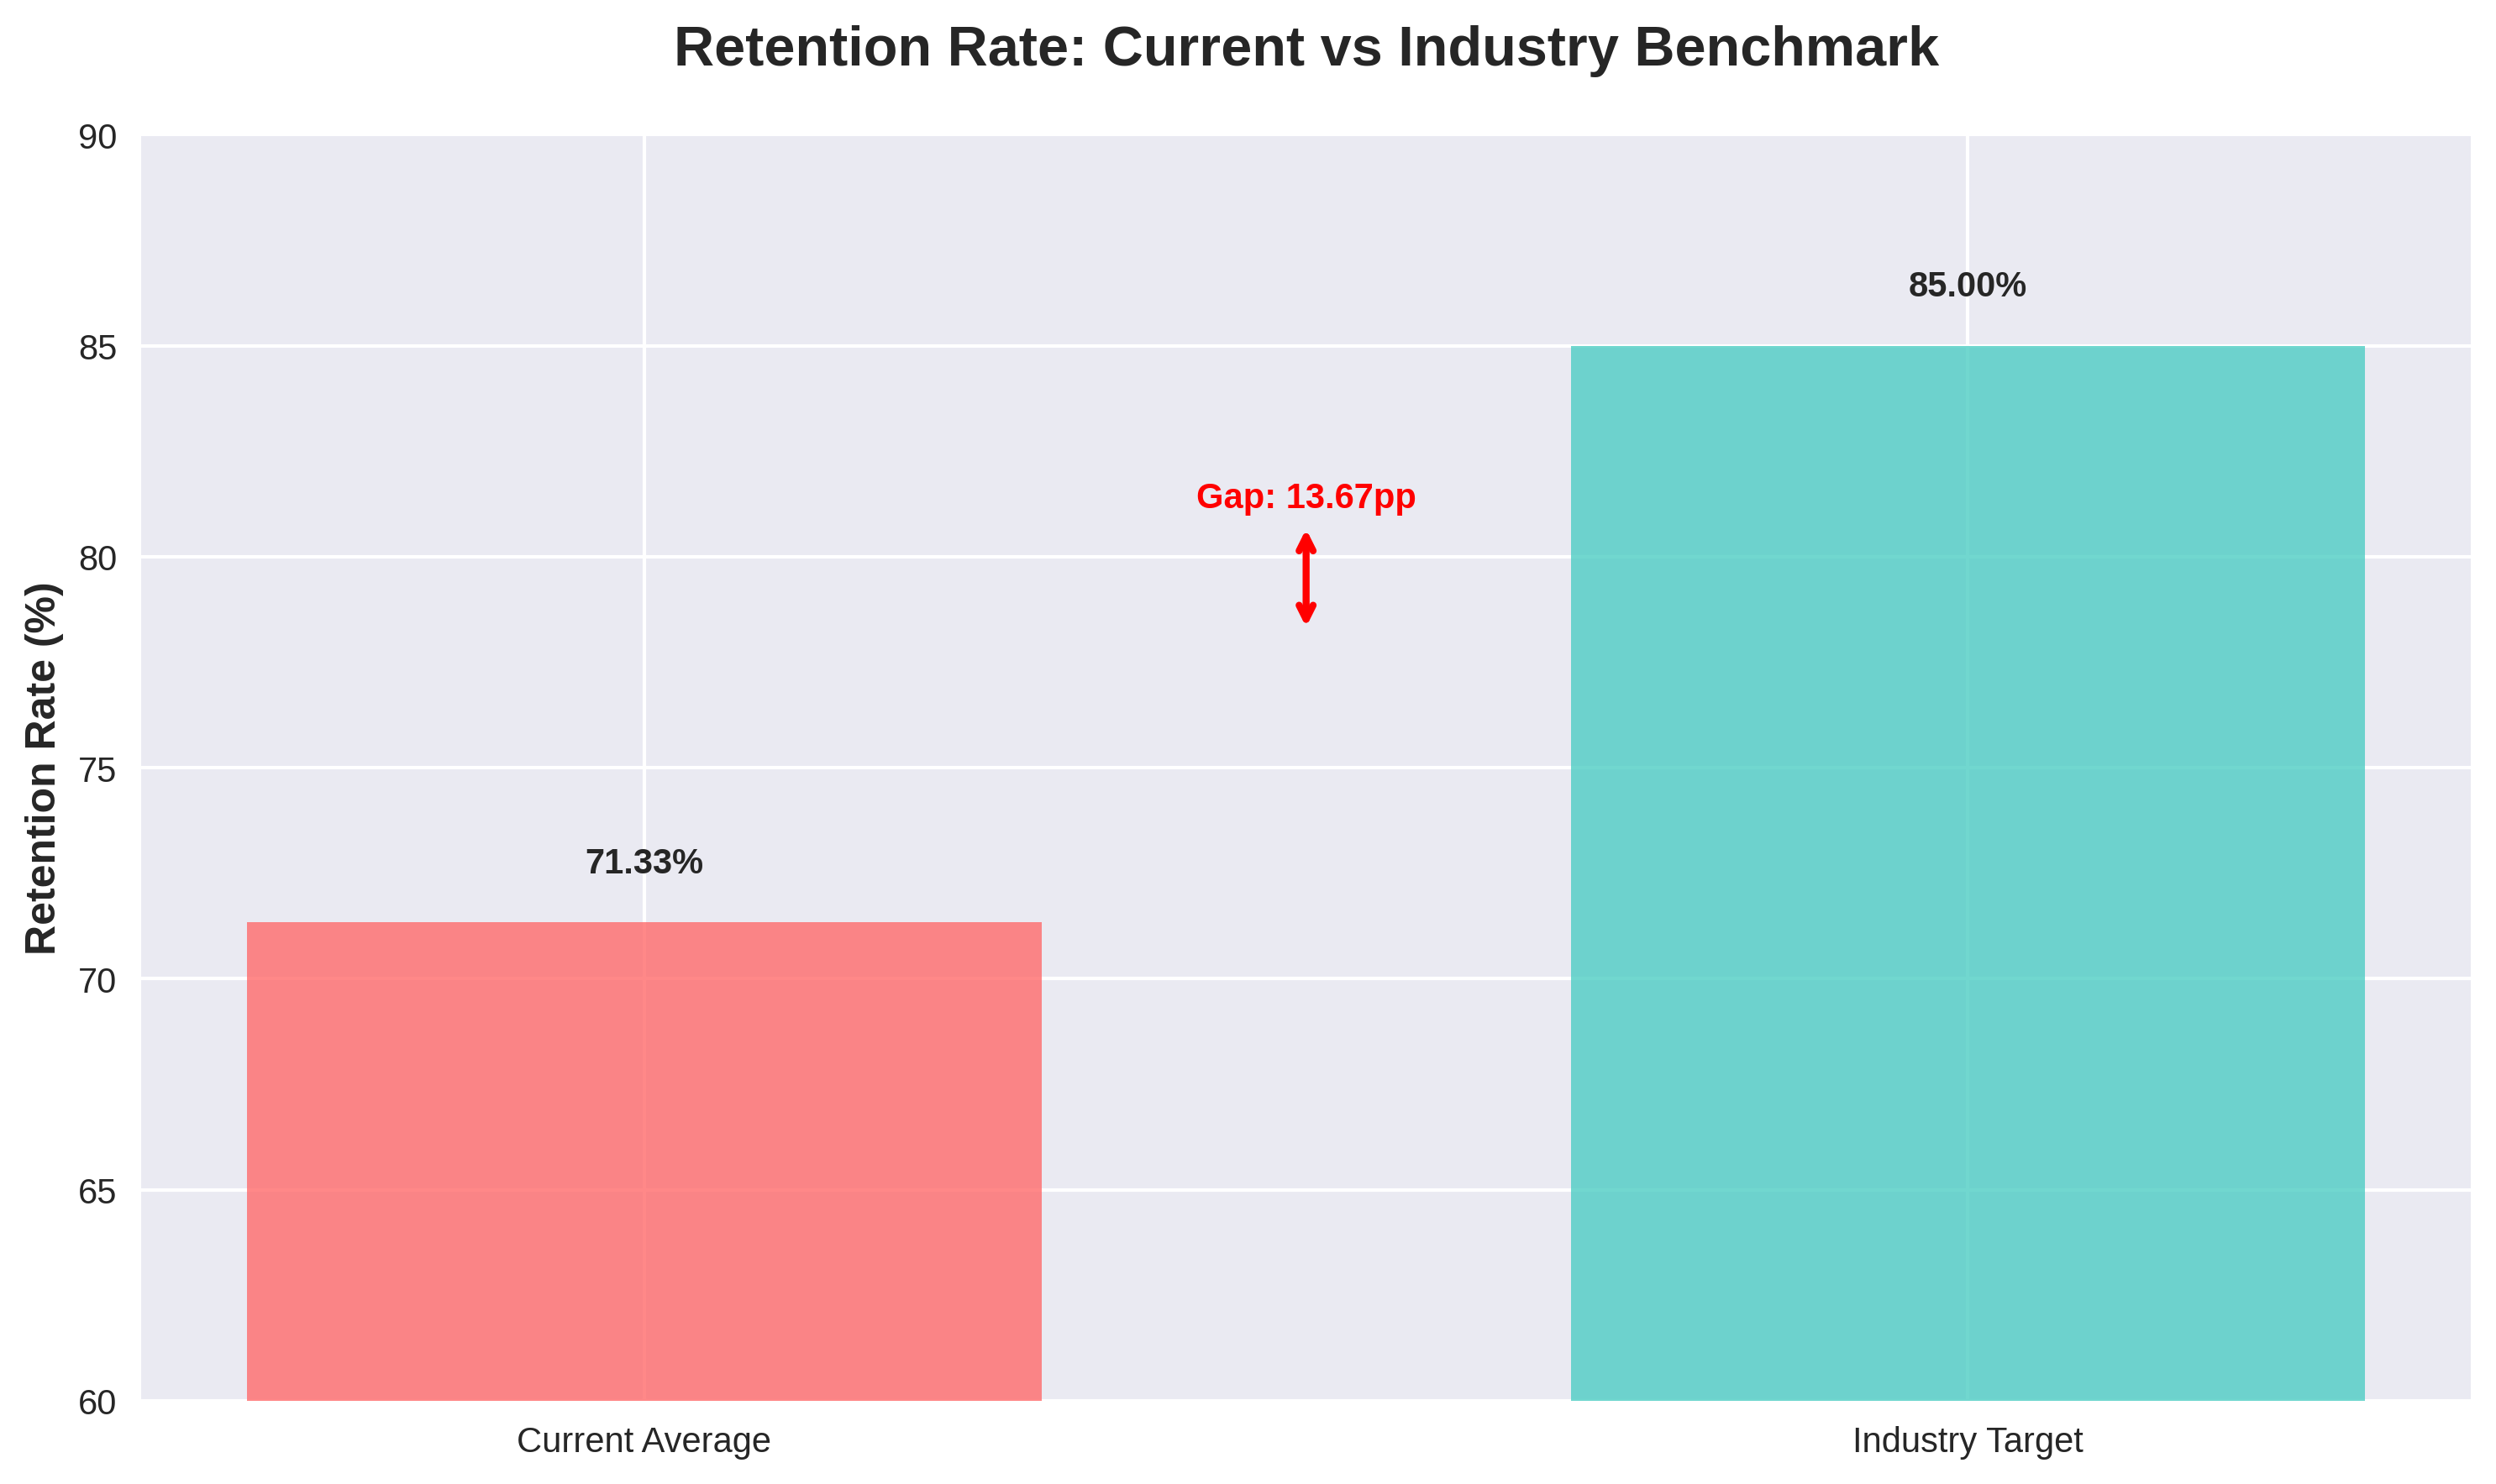 Retention Rate: Current vs Industry Benchmark
90
85
80
75
70
65
60
Retention Rate (%)
85.00%
Gap: 13.67pp
71.33%
Current Average
Industry Target